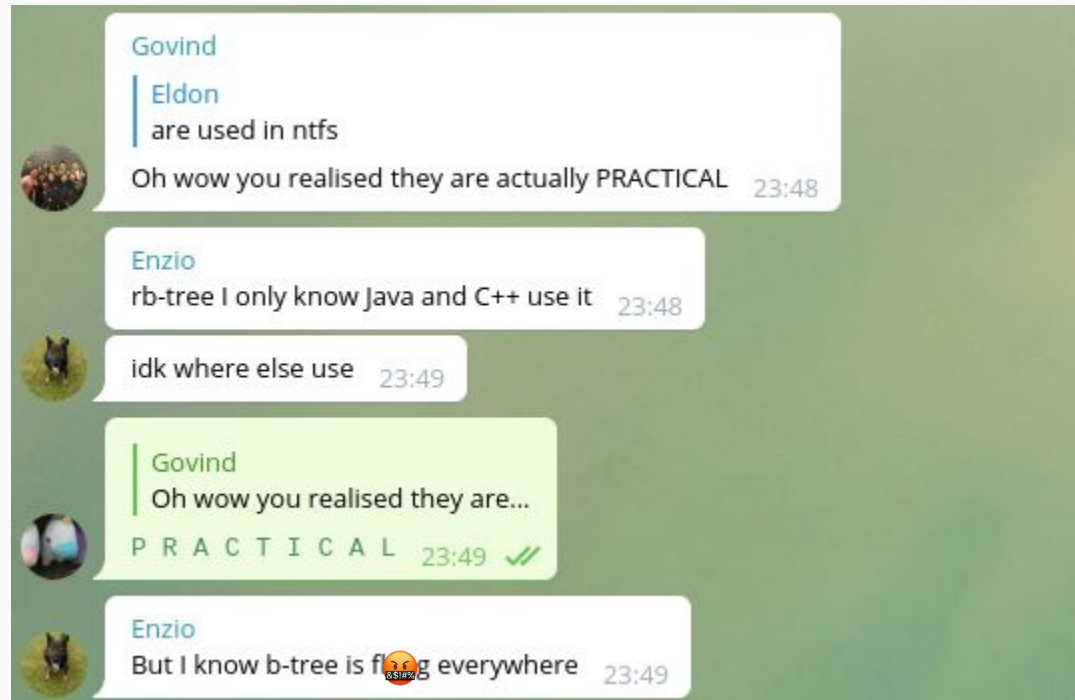 Govind
Eldon
are used in ntfs
Oh wow you realised they are actually PRACTICAL 23:48
Enzio
rb-tree I only know Java and C++ use it 23:48
idk where else use 23:49
Govind
Oh wow you realised they are...
P R A C T I C A L 23:49
Enzio
But I know b-tree is everywhere 23:49